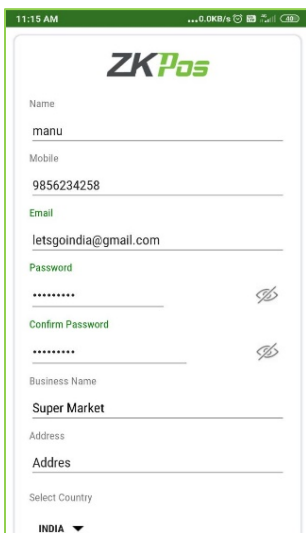 11:15 AM ...0.0KB/s 40
ZKPos
Name
manu
Mobile
9856234258
Email
letsgoindia@gmail.com
Password
•••••••••
Confirm Password
•••••••••
Business Name
Super Market
Address
Addres
Select Country
INDIA